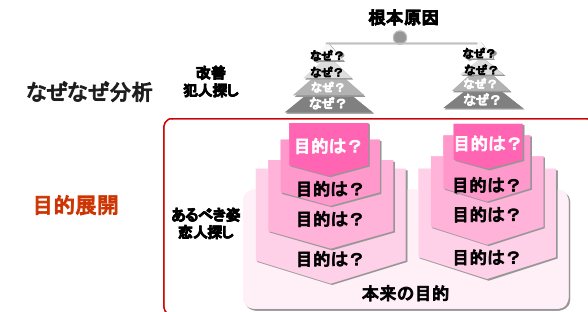 根本原因
なぜ？ なぜ？
なぜ？ なぜ？
なぜ？ なぜ？
なぜ？ なぜ？
なぜなぜ分析
改善
犯人探し
目的は？ 目的は？
目的は？ 目的は？
目的は？ 目的は？
目的は？ 目的は？
目的展開
あるべき姿
恋人探し
本来の目的